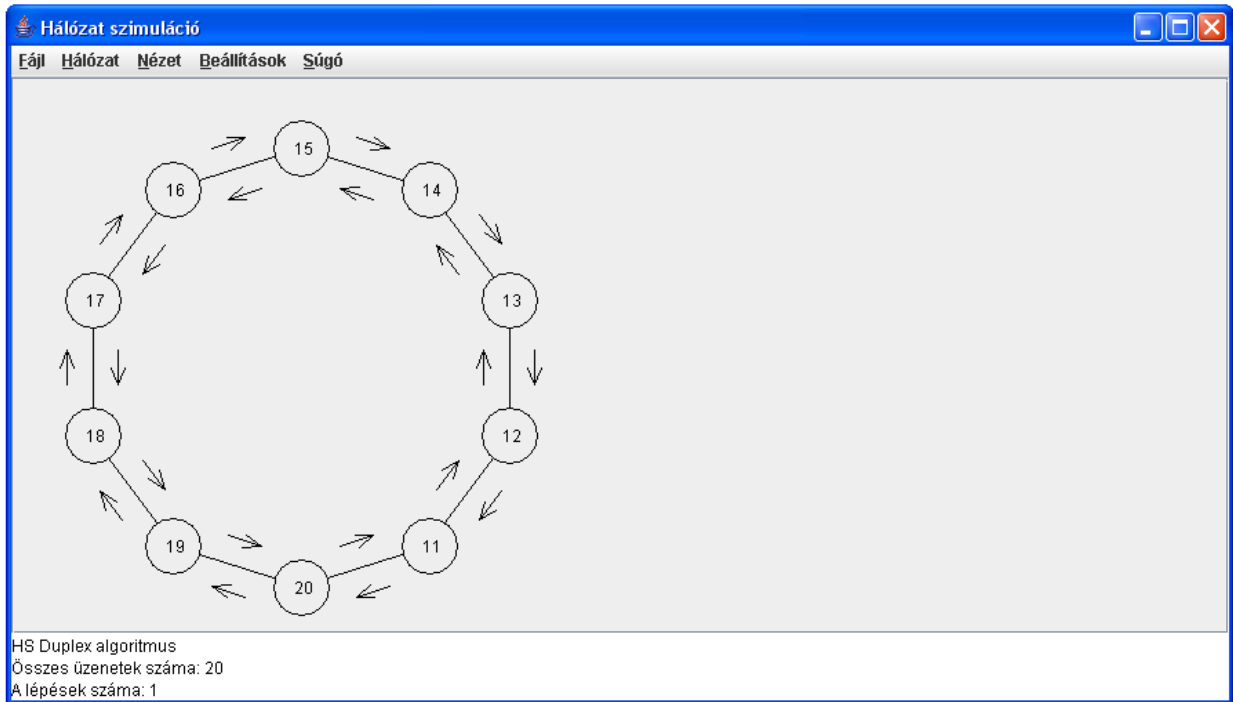 Hálózat szimuláció
Fájl Hálózat Nézet Beállítások Súgó
15
16
14
17
13
18
12
19
11
20
HS Duplex algoritmus
Összes üzenetek száma: 20
A lépések száma: 1